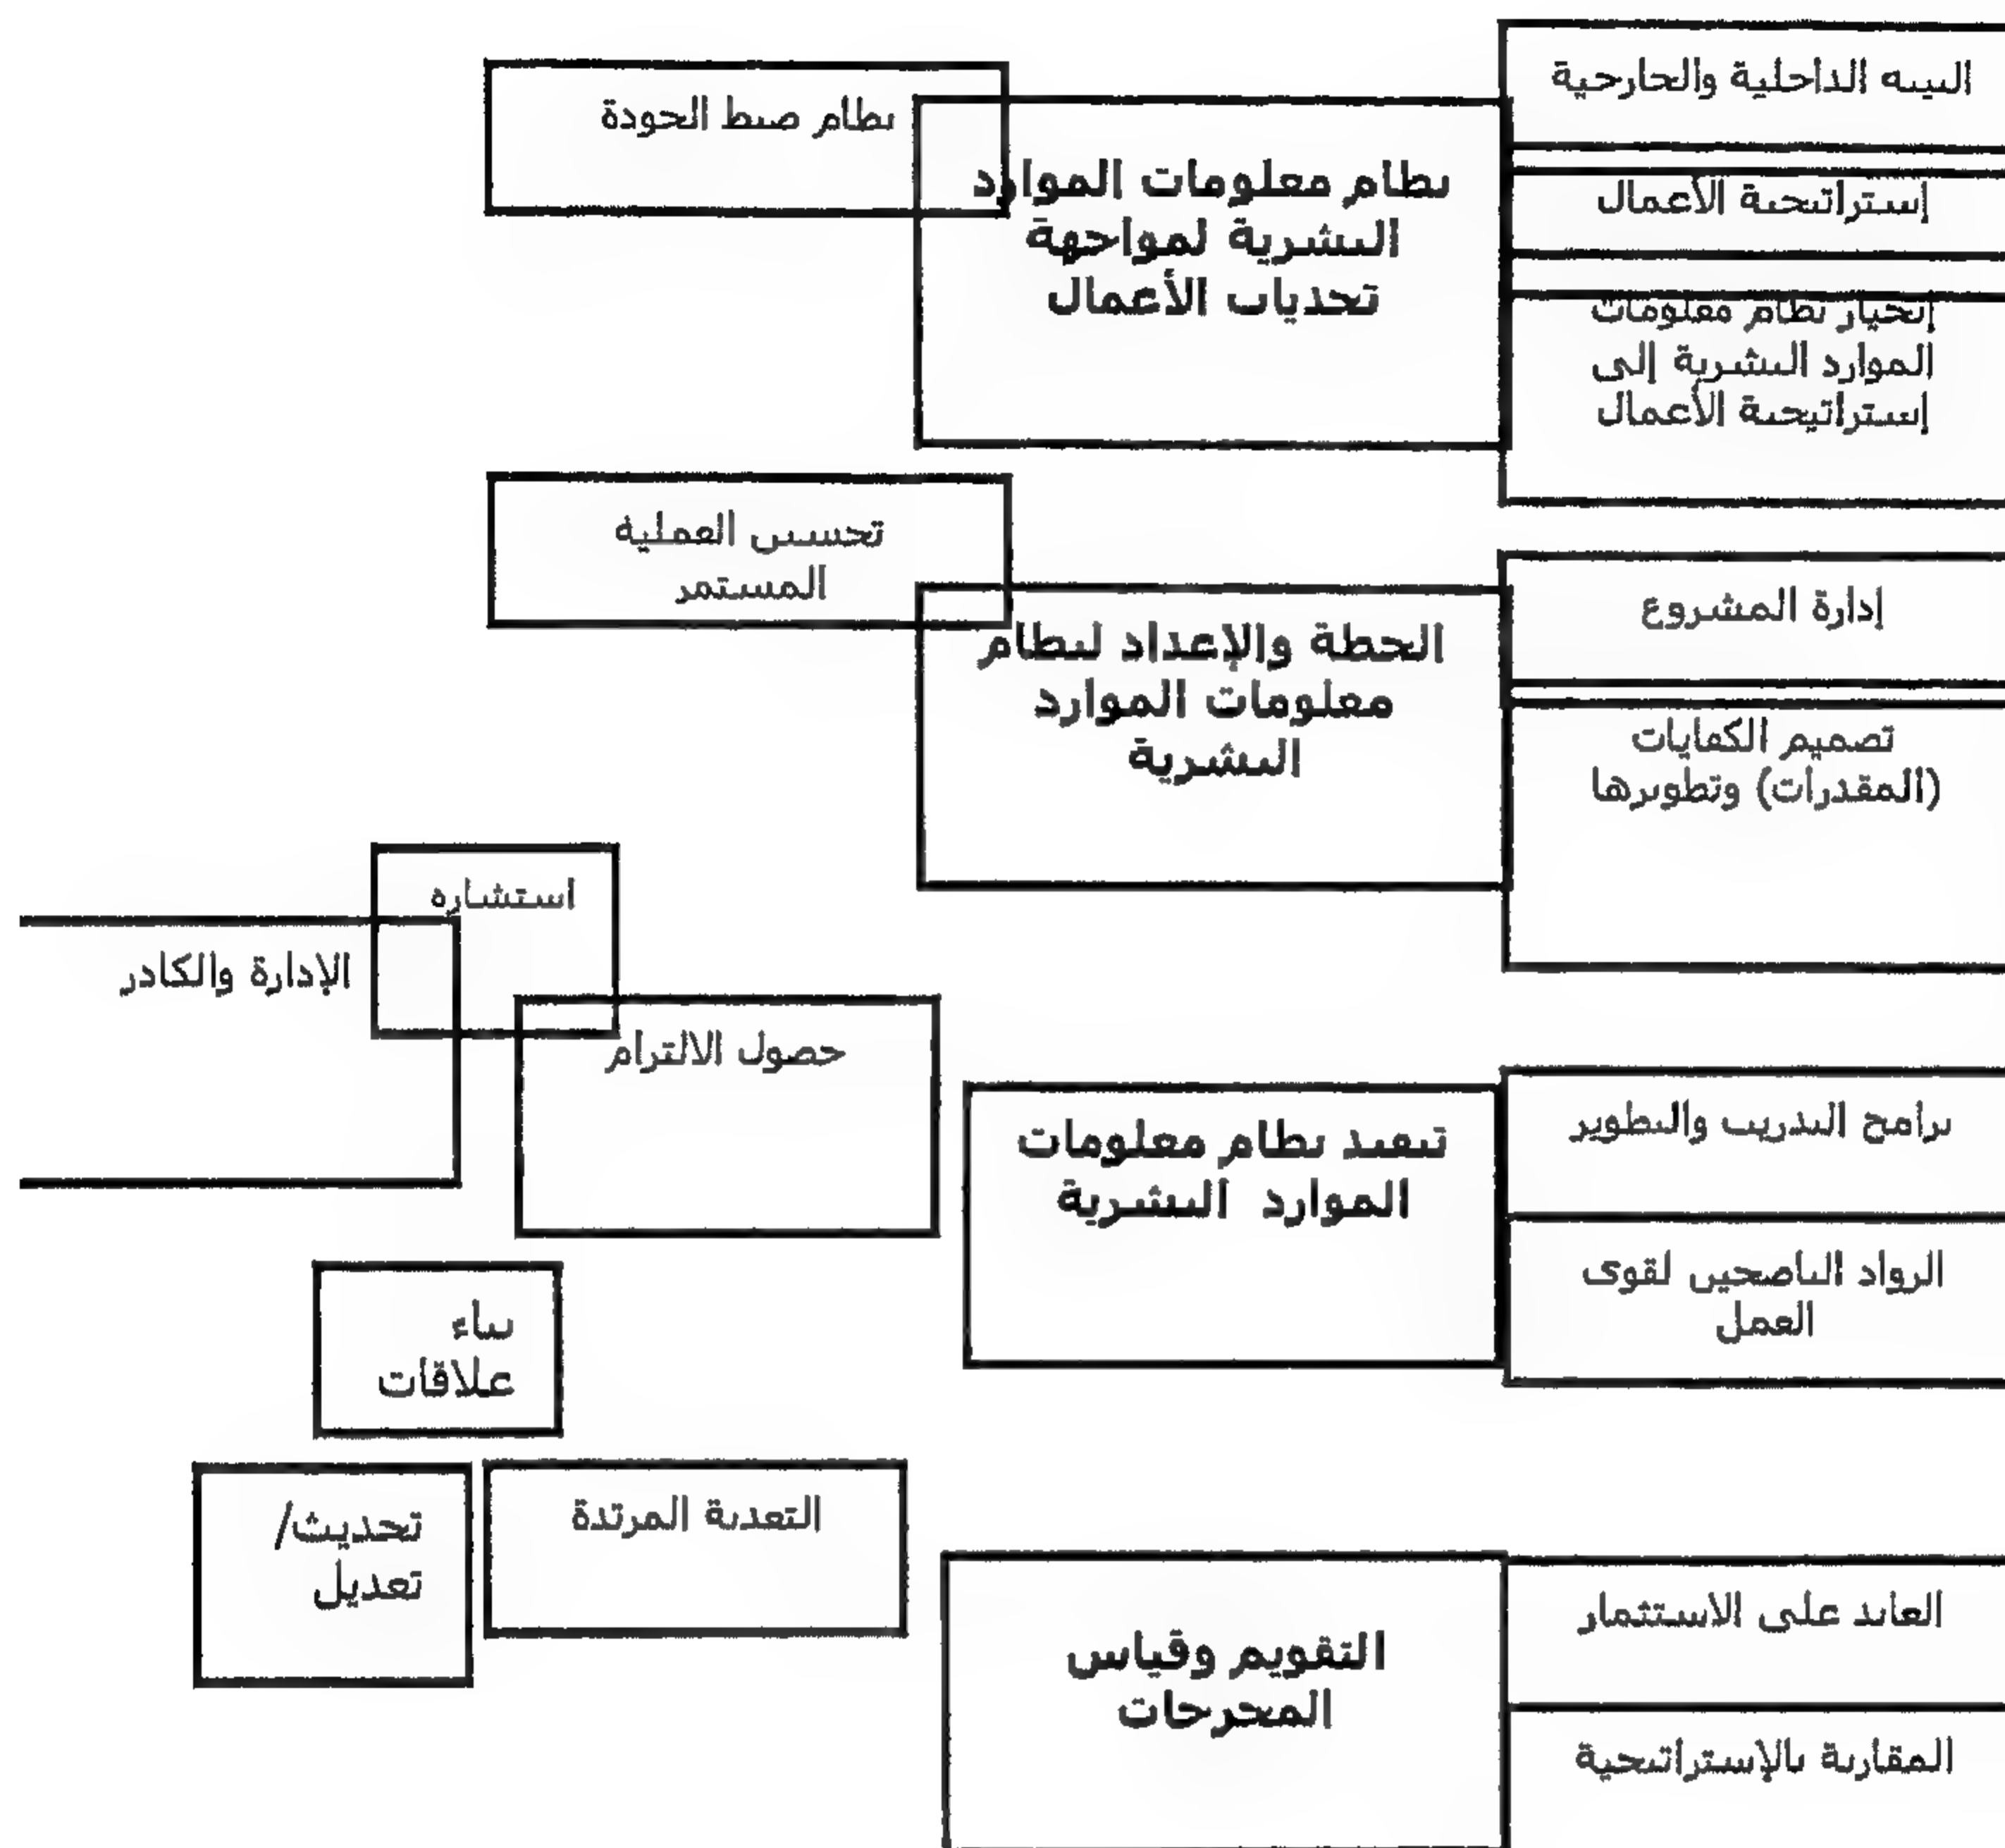 البيئة الداخلية والخارجية
إستراتيجية الأعمال
إختيار نظام معلومات
الموارد البشرية إلى
إستراتيجية الأعمال
نظام معلومات الموارد
البشرية لمواجهة
تحديات الأعمال
نظام ضبط الجودة
إدارة المشروع
تصميم الكفايات
(المقدرات) وتطويرها
الخطة والإعداد لنظام
معلومات الموارد
البشرية
تحسين العملية
المستمر
استشارة
الإدارة والكادر
حصول الالتزام
برامج التدريب والتطوير
الرواد الناصحين لقوى
العمل
تنفيذ نظام معلومات
الموارد البشرية
بناء
علاقات
التغذية المرتدة
تحديث/
تعديل
العائد على الاستثمار
المقارنة بالإستراتيجية
التقويم وقياس
المخرجات